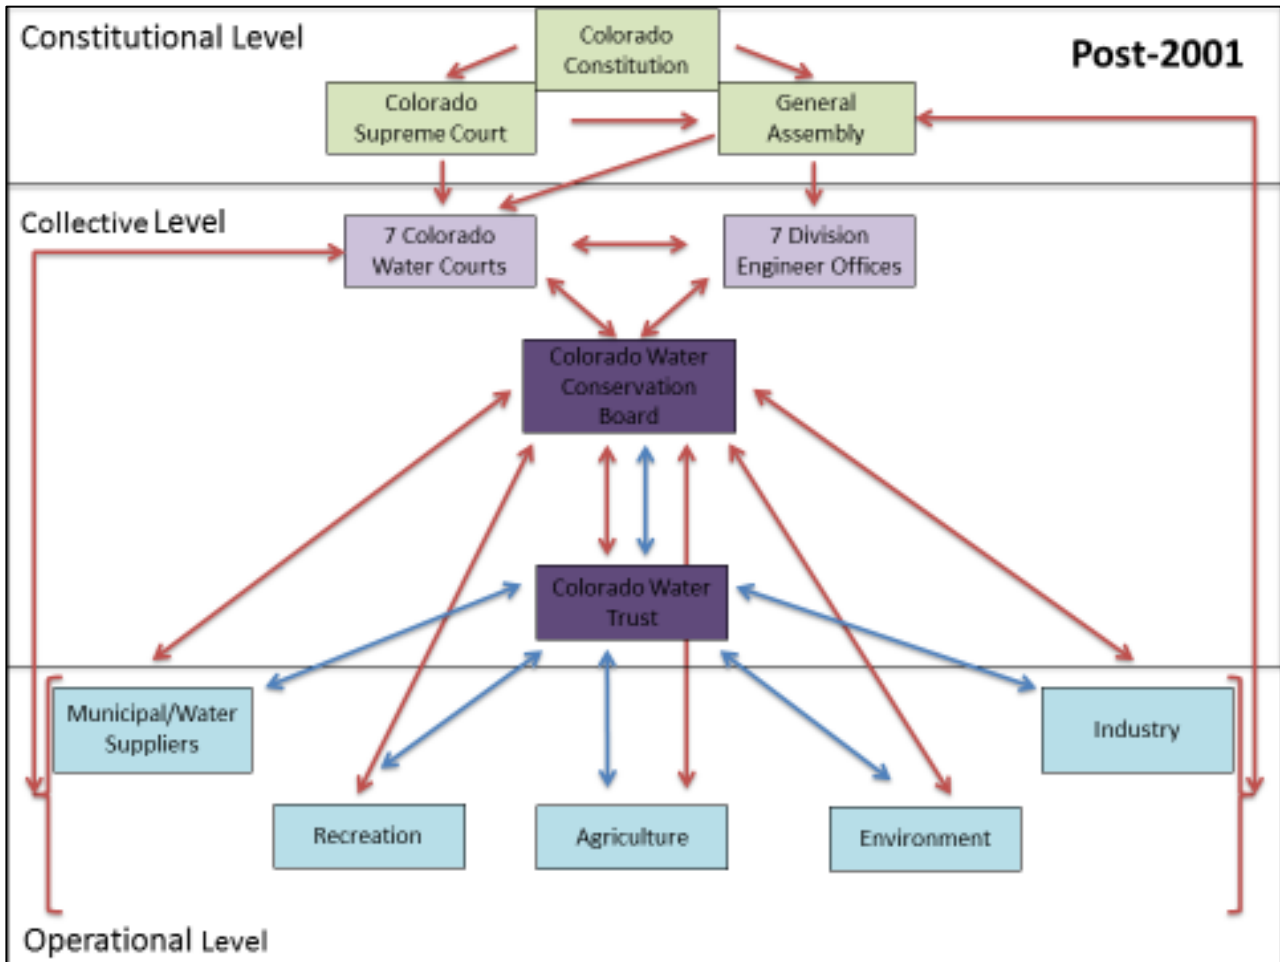 Constitutional Level
Colorado
Constitution
Post-2001
Colorado
Supreme Court
General
Assembly
Collective Level
7 Colorado
Water Courts
7 Division
Engineer Offices
Colorado Water
Conservation
Board
Colorado Water
Trust
Municipal/Water
Suppliers
Industry
Recreation
Agriculture
Environment
Operational Level